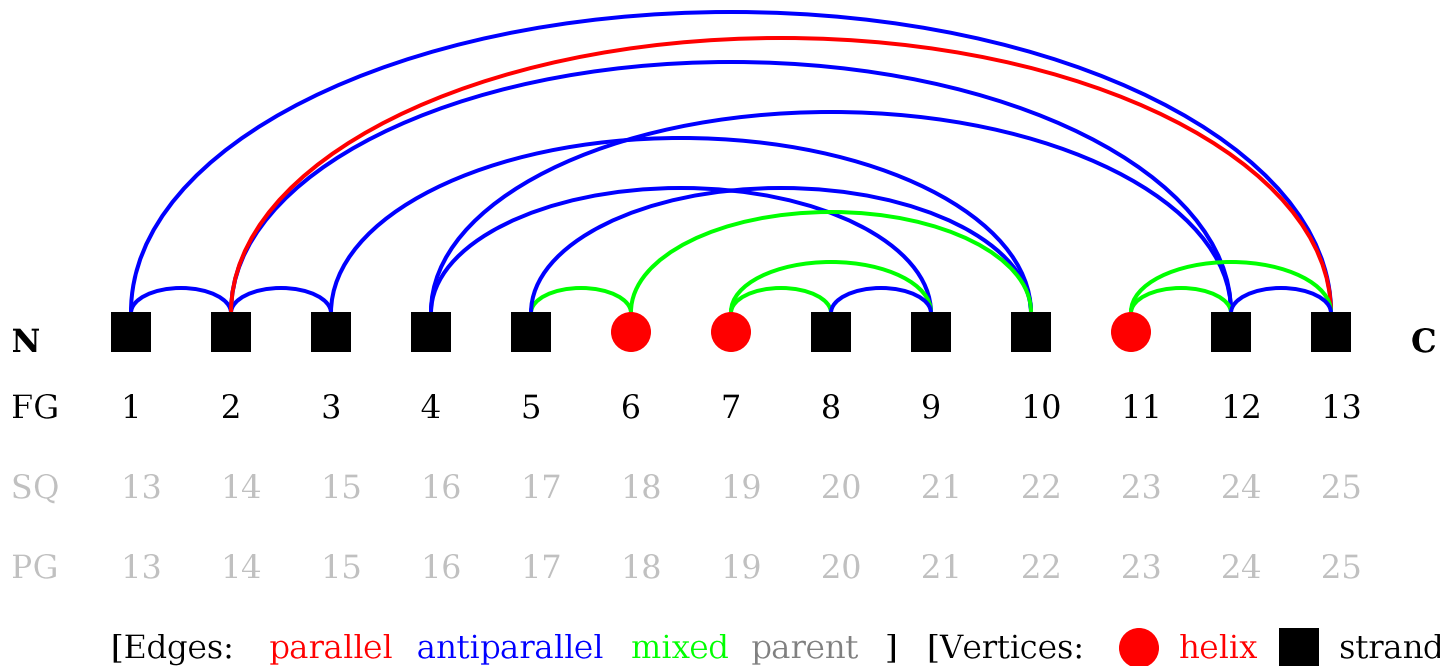 N C
FG 1 2 3 4 5 6 7 8 9 10 11 12 13
SQ 13 14 15 16 17 18 19 20 21 22 23 24 25
PG 13 14 15 16 17 18 19 20 21 22 23 24 25
[Edges: parallel antiparallel mixed parent ] [Vertices: helix strand